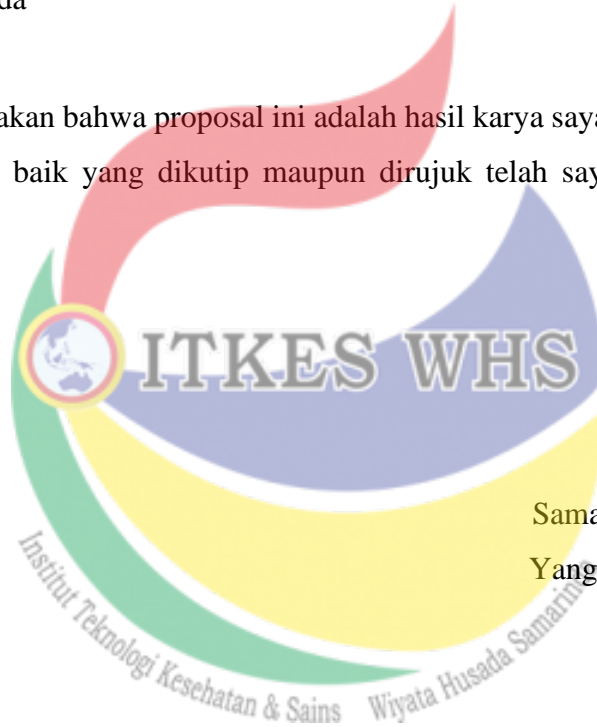 da
akan bahwa proposal ini adalah hasil karya saya
baik yang dikutip maupun dirujuk telah say
ITKES WHS
Sama
Yang
Institut Teknologi Kesehatan & Sains Wiyata Husada Samarinda